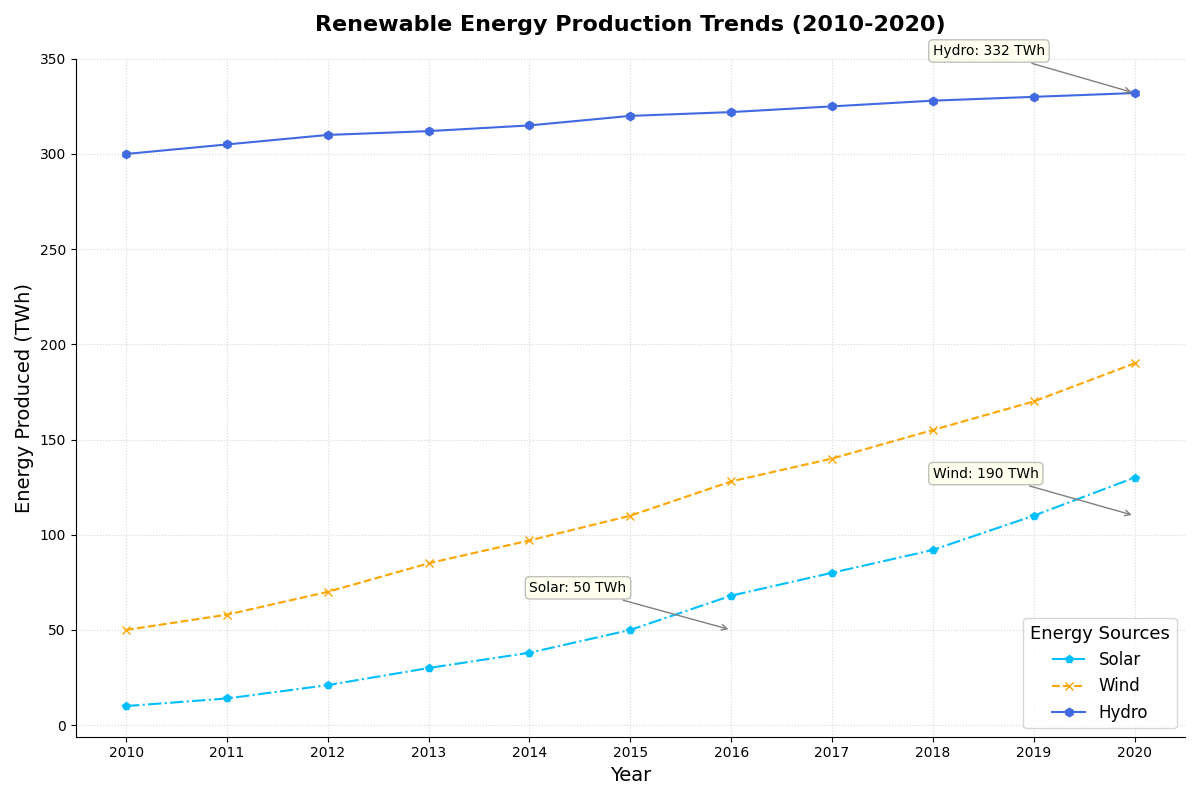 Renewable Energy Production Trends (2010-2020)
Hydro: 332 TWh
350
300
250
200
150
100
50
0
Energy Produced (TWh)
Wind: 190 TWh
Solar: 50 TWh
Energy Sources
Solar
Wind
Hydro
2010 2011 2012 2013 2014 2015 2016 2017 2018 2019 2020
Year